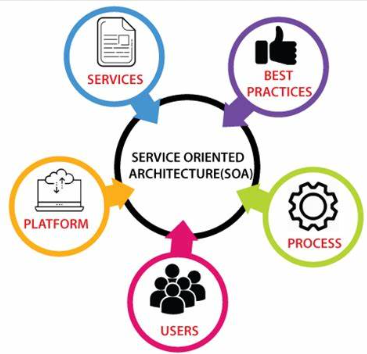 SERVICES
BEST
PRACTICES
SERVICE ORIENTED
ARCHITECTURE(SOA)
PLATFORM
PROCESS
USERS